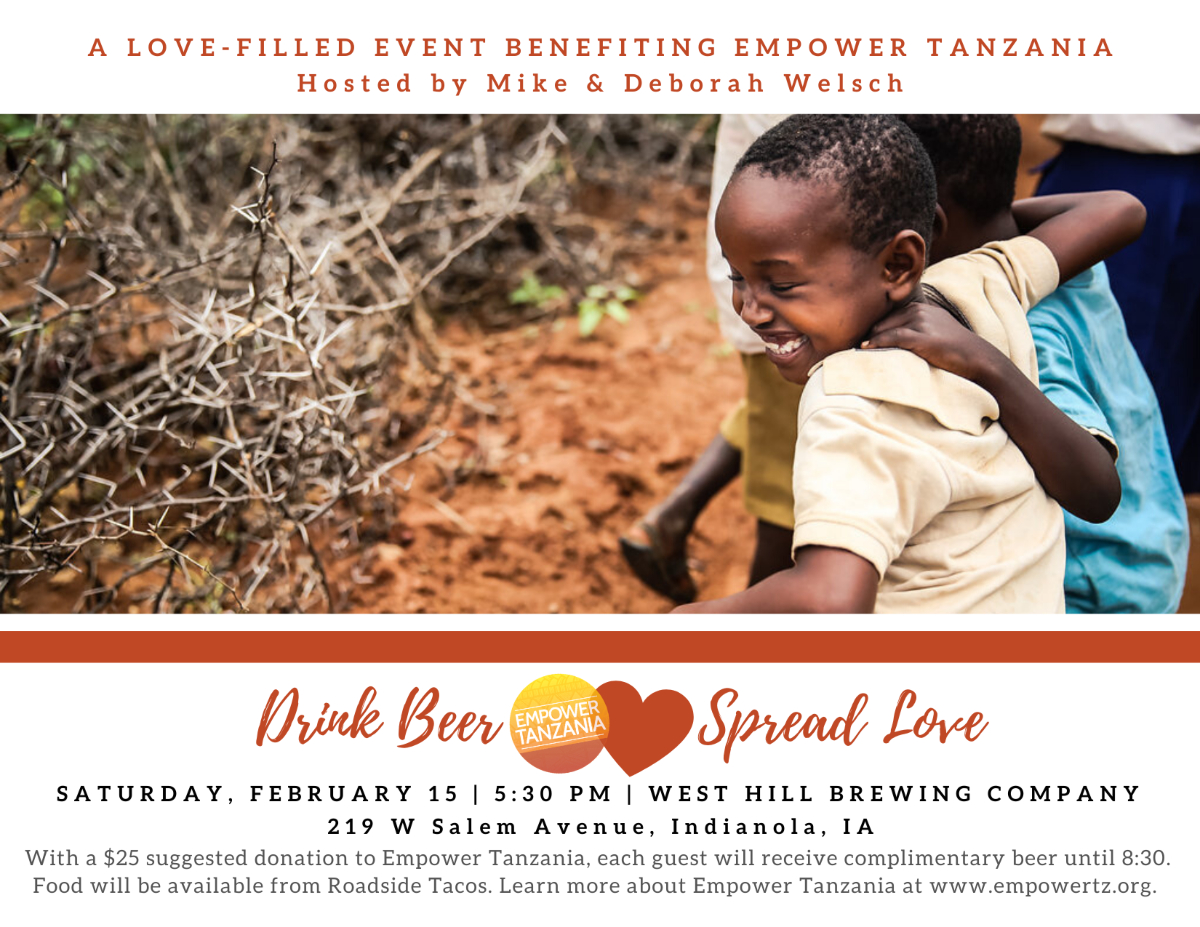 A LOVE-FILLED EVENT BENEFITING EMPOWER TANZANIA
Hosted by Mike & Deborah Welsch
Drink Beer EMPOWER TANZANIA Spread Love
SATURDAY, FEBRUARY 15 | 5:30 PM | WEST HILL BREWING COMPANY
219 W Salem Avenue, Indianola, IA
With a $25 suggested donation to Empower Tanzania, each guest will receive complimentary beer until 8:30.
Food will be available from Roadside Tacos. Learn more about Empower Tanzania at www.empowertz.org.